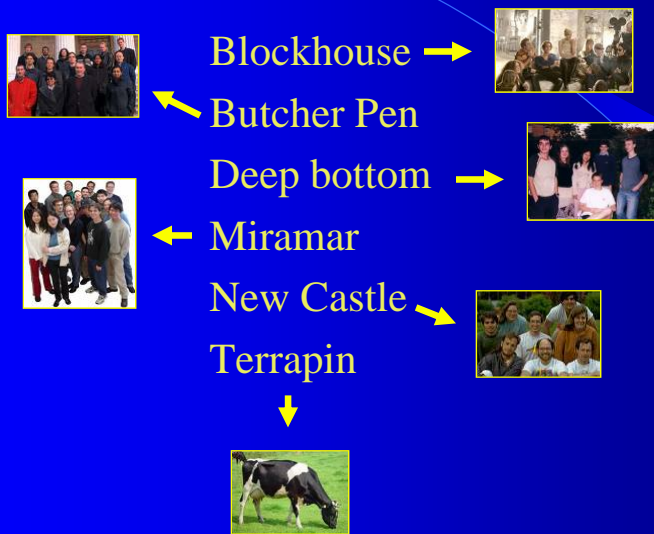 Blockhouse
Butcher Pen
Deep bottom
Miramar
New Castle
Terrapin